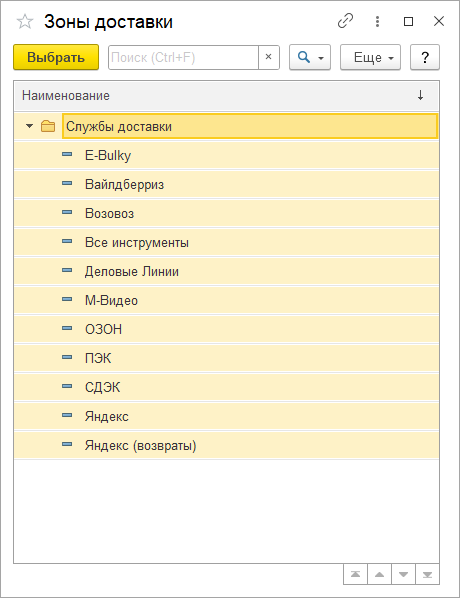 Зоны доставки
Выбрать
Поиск (Ctrl+F)
×
Еще
?
Наименование
↓
Службы доставки
E-Bulky
Вайлдберриз
Возовоз
Все инструменты
Деловые Линии
М-Видео
ОЗОН
ПЭК
СДЭК
Яндекс
Яндекс (возвраты)